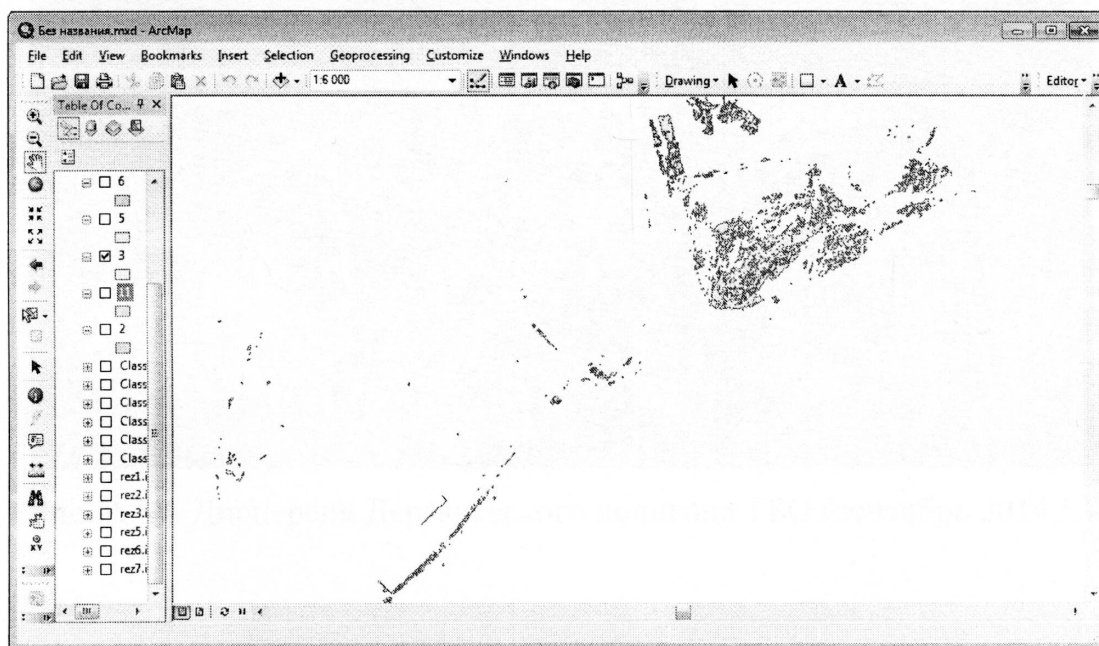 Без названия.mxd - ArcMap
File Edit View Bookmarks Insert Selection Geoprocessing Customize Windows Help
1:6 000 Drawing A Editor
Table Of Co...
6
5
3
1
2
Class
Class
Class
Class
Class
Class
rez1.i
rez2.i
rez3.i
rez5.i
rez6.i
rez7.i
XY